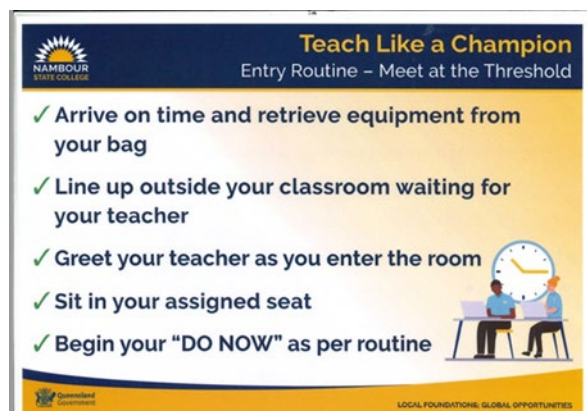 NAMBOUR
STATE COLLEGE
Teach Like a Champion
Entry Routine – Meet at the Threshold
✓ Arrive on time and retrieve equipment from
your bag
✓ Line up outside your classroom waiting for
your teacher
✓ Greet your teacher as you enter the room
✓ Sit in your assigned seat
✓ Begin your “DO NOW” as per routine
Queensland
Government
LOCAL FOUNDATIONS; GLOBAL OPPORTUNITIES